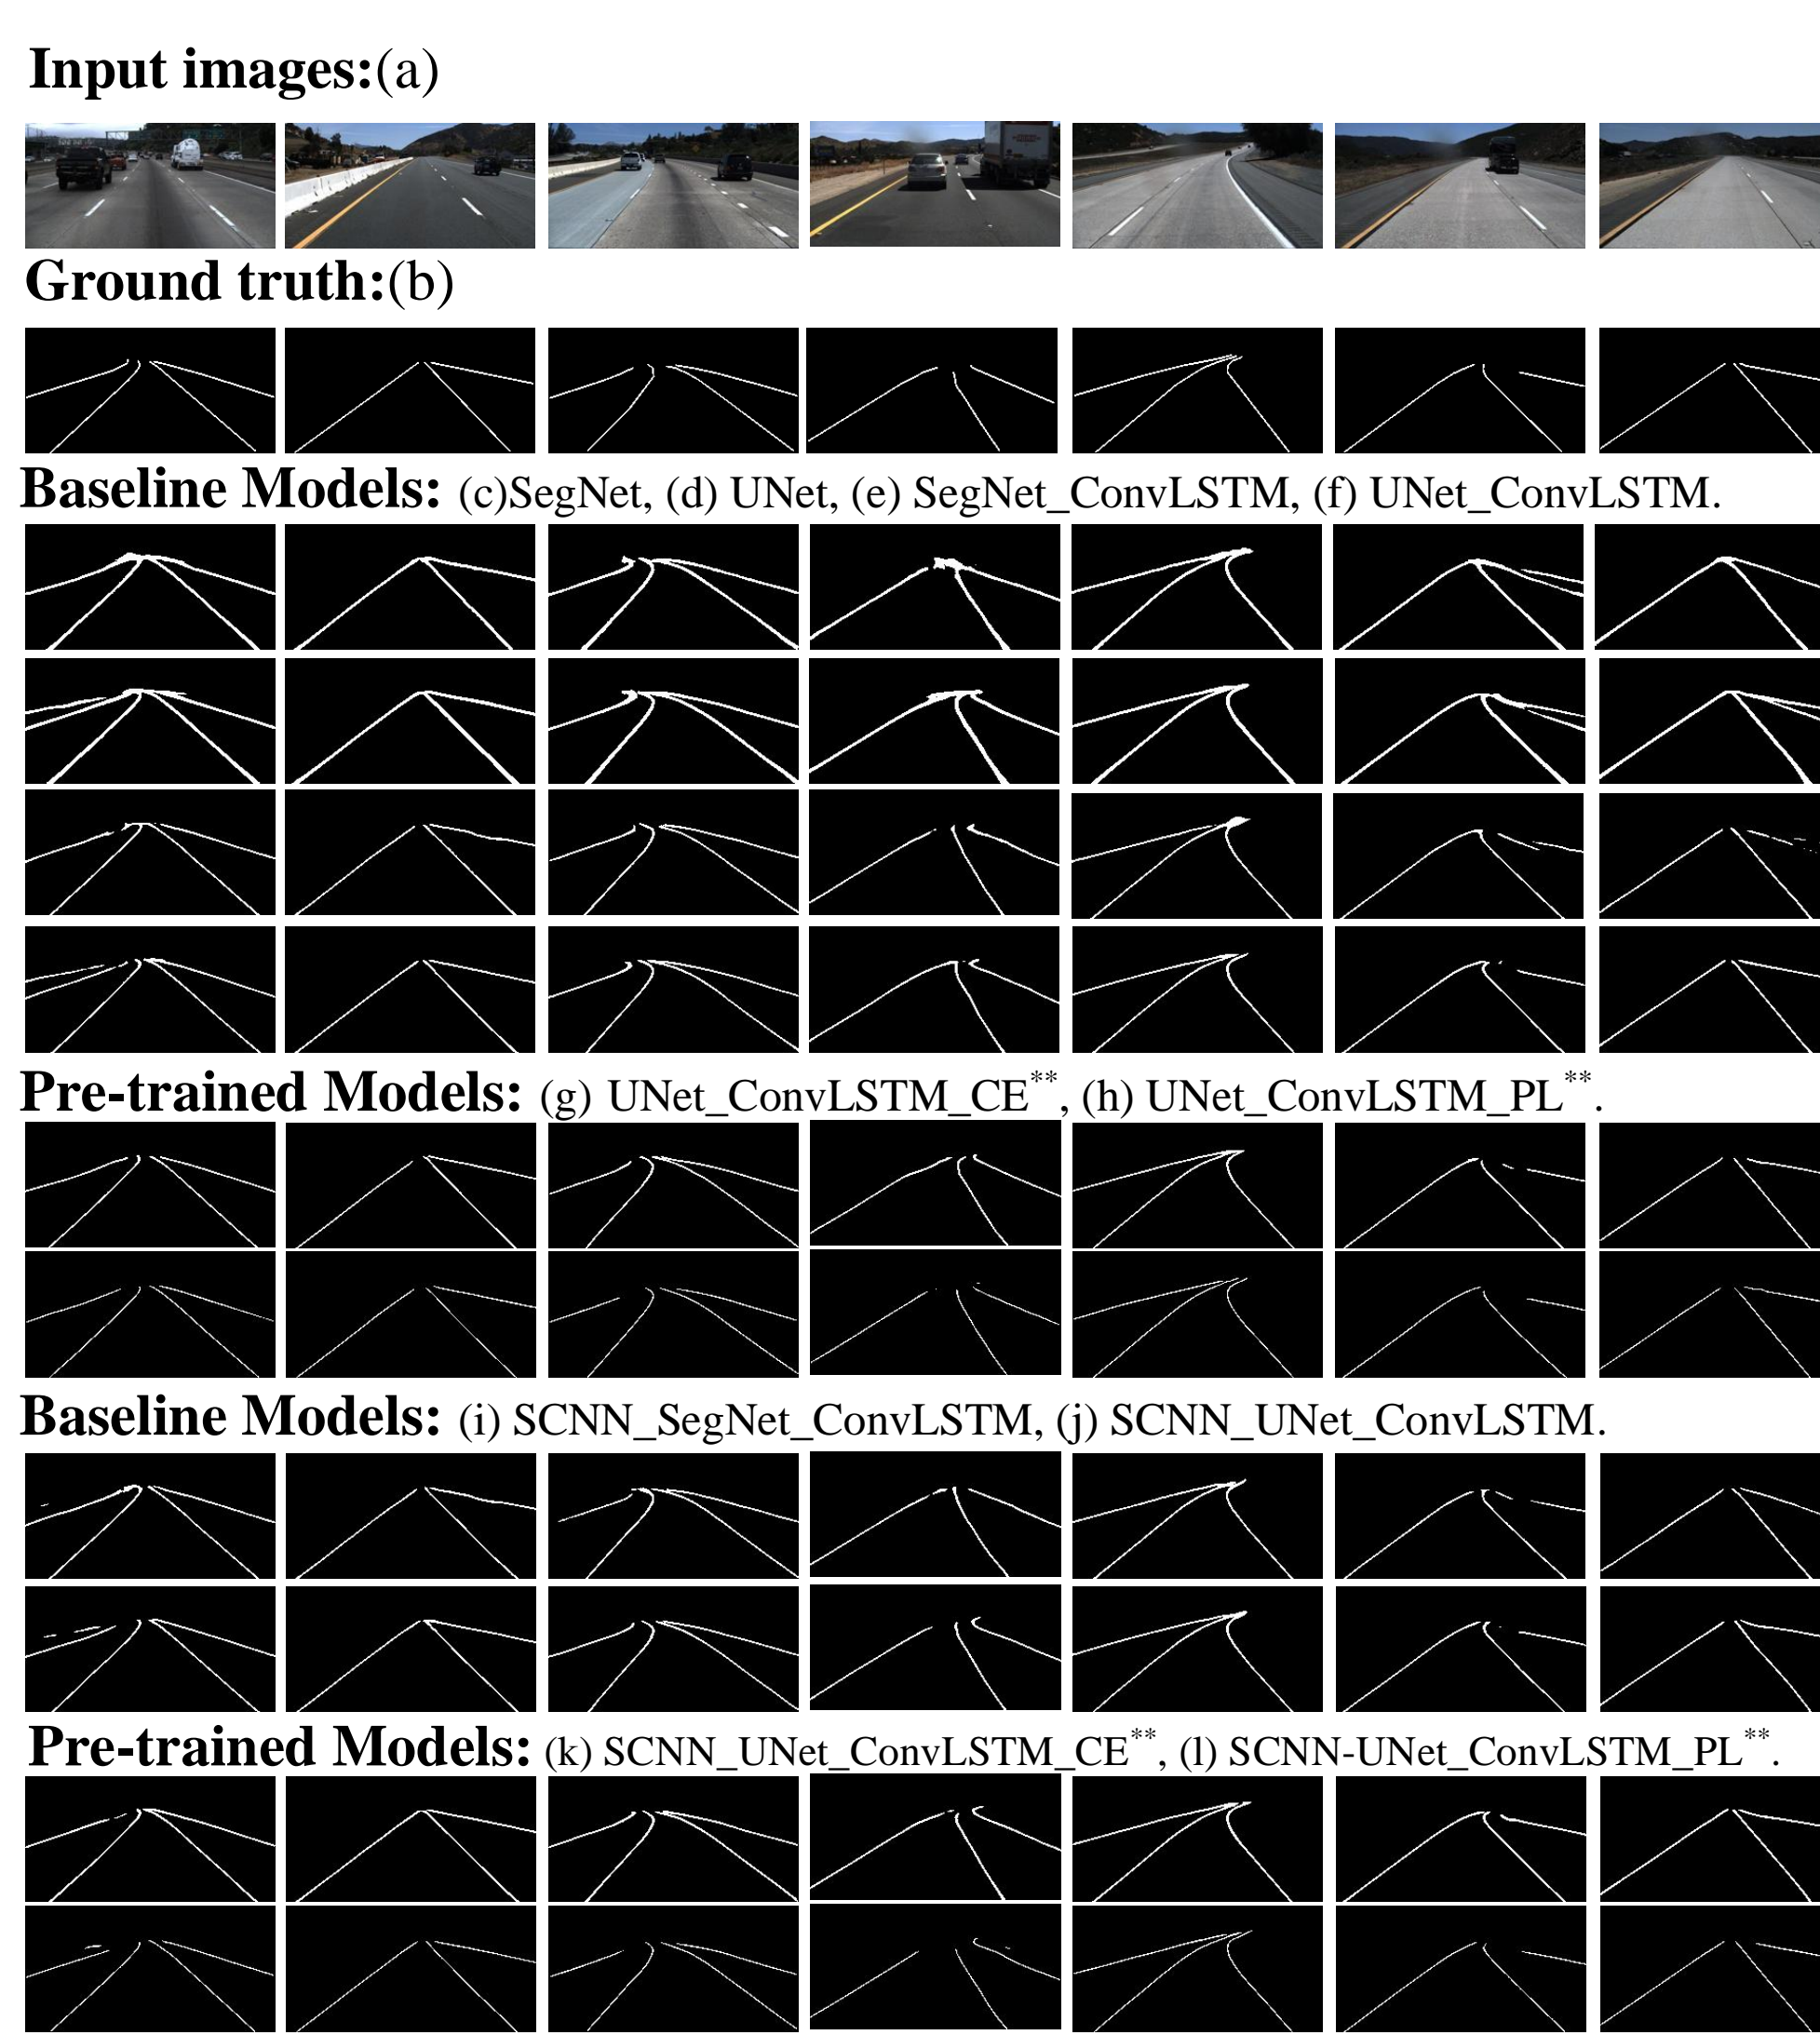 Input images:(a)
Ground truth:(b)
Baseline Models: (c)SegNet, (d) UNet, (e) SegNet_ConvLSTM, (f) UNet_ConvLSTM.
Pre-trained Models: (g) UNet_ConvLSTM_CE**, (h) UNet_ConvLSTM_PL**.
Baseline Models: (i) SCNN_SegNet_ConvLSTM, (j) SCNN_UNet_ConvLSTM.
Pre-trained Models: (k) SCNN_UNet_ConvLSTM_CE**, (l) SCNN-UNet_ConvLSTM_PL**.